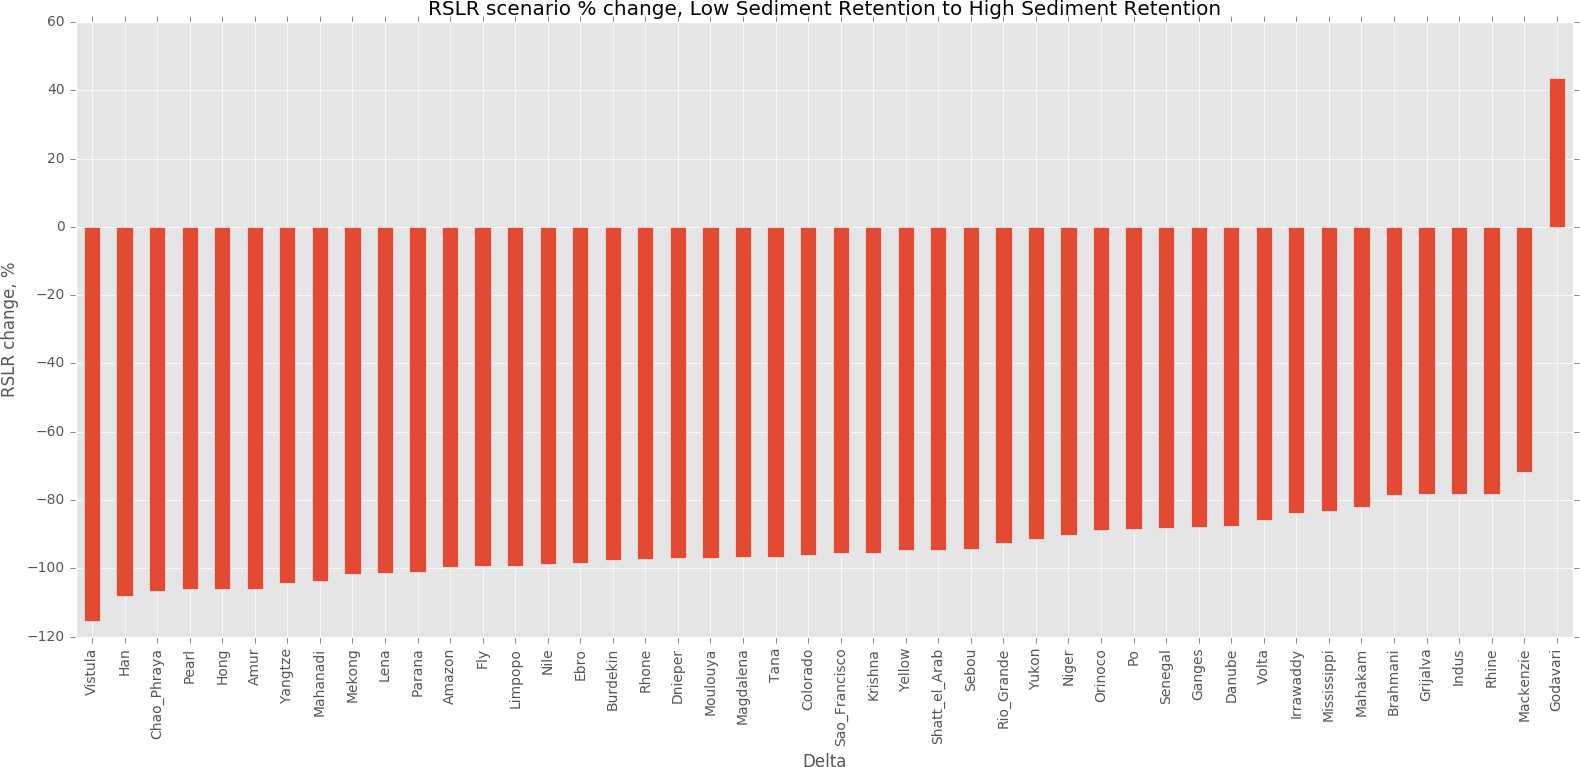 RSLR scenario % change, Low Sediment Retention to High Sediment Retention
60
40
20
0
−20
−40
−60
−80
−100
−120
RSLR change, %
Vistula
Han
Chao_Phraya
Pearl
Hong
Amur
Yangtze
Mahanadi
Mekong
Lena
Parana
Amazon
Fly
Limpopo
Nile
Ebro
Burdekin
Rhone
Dnieper
Moulouya
Magdalena
Tana
Colorado
Sao_Francisco
Krishna
Yellow
Shatt_el_Arab
Sebou
Rio_Grande
Yukon
Niger
Orinoco
Po
Senegal
Ganges
Danube
Volta
Irrawaddy
Mississippi
Mahakam
Brahmani
Grijalva
Indus
Rhine
Mackenzie
Godavari
Delta